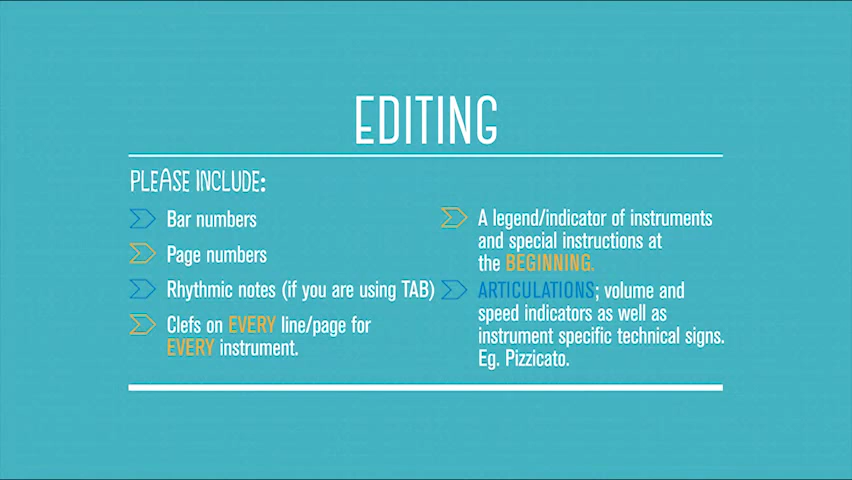 EDITING
PLEASE INCLUDE:
Bar numbers
Page numbers
Rhythmic notes (if you are using TAB)
Clefs on EVERY line/page for
EVERY instrument.
A legend/indicator of instruments
and special instructions at
the BEGINNING.
ARTICULATIONS; volume and
speed indicators as well as
instrument specific technical signs.
Eg. Pizzicato.